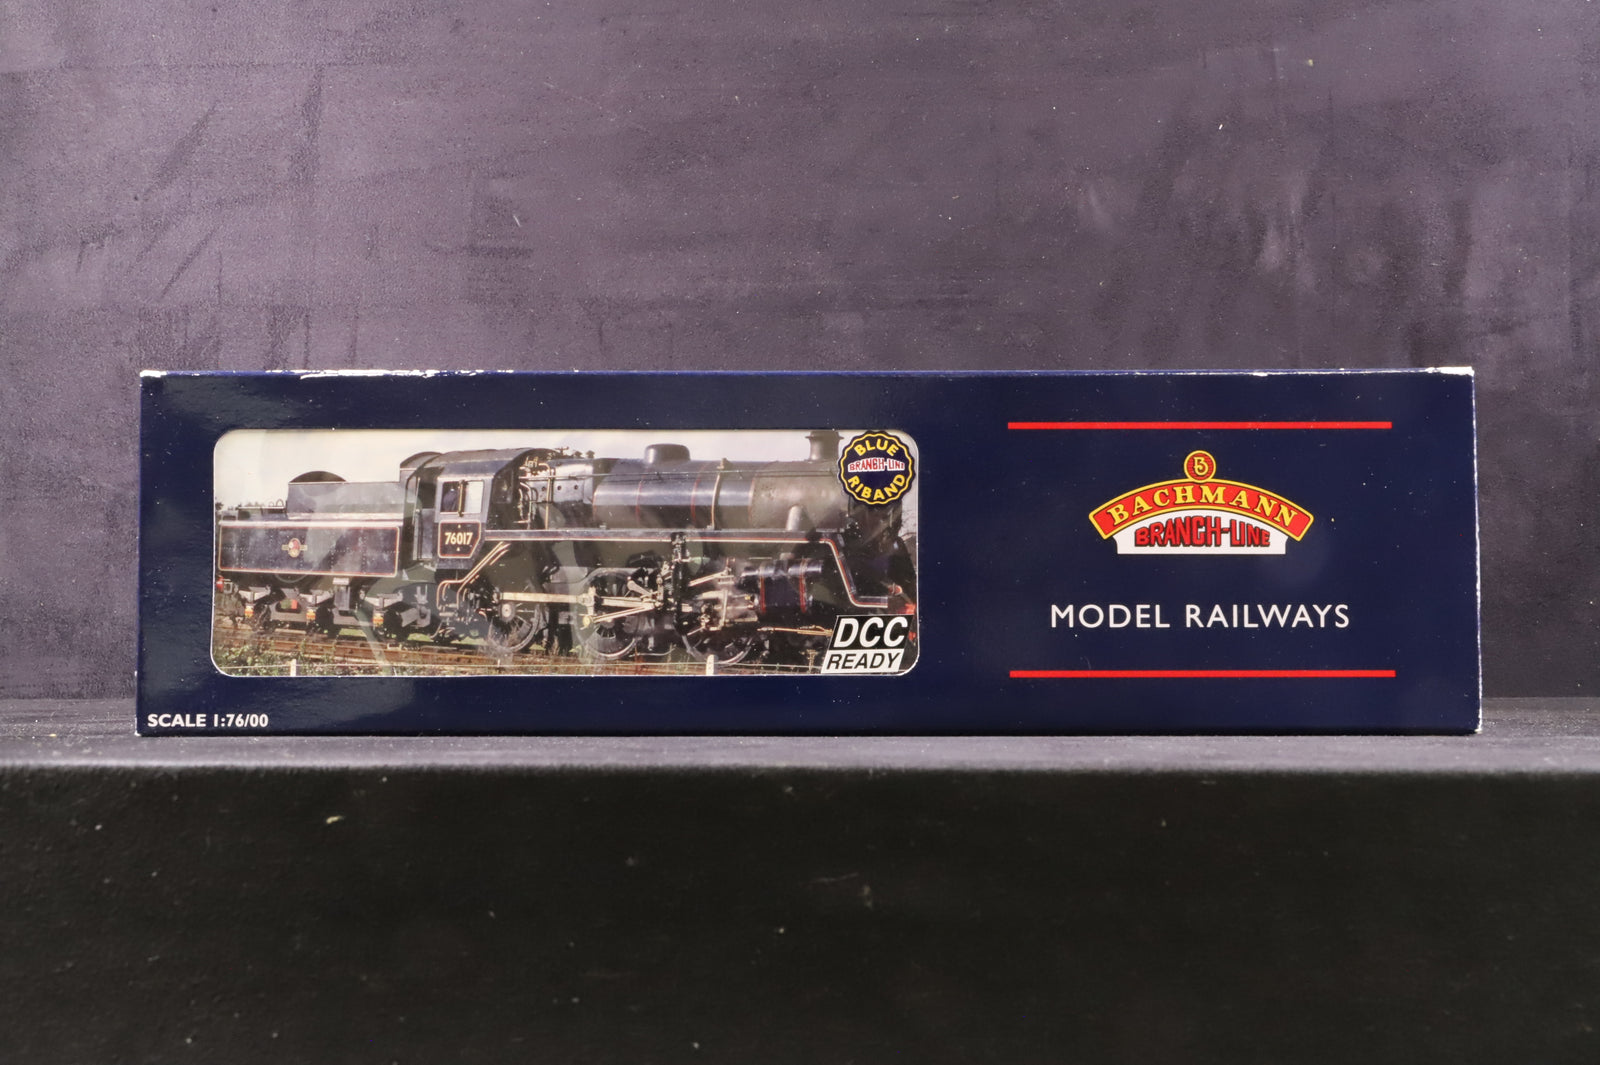 76017
BLUE
BRANCH-LINE
RIBAND
DCC
READY
SCALE 1:76/00
B
BACHMANN
BRANCH-LINE
MODEL RAILWAYS